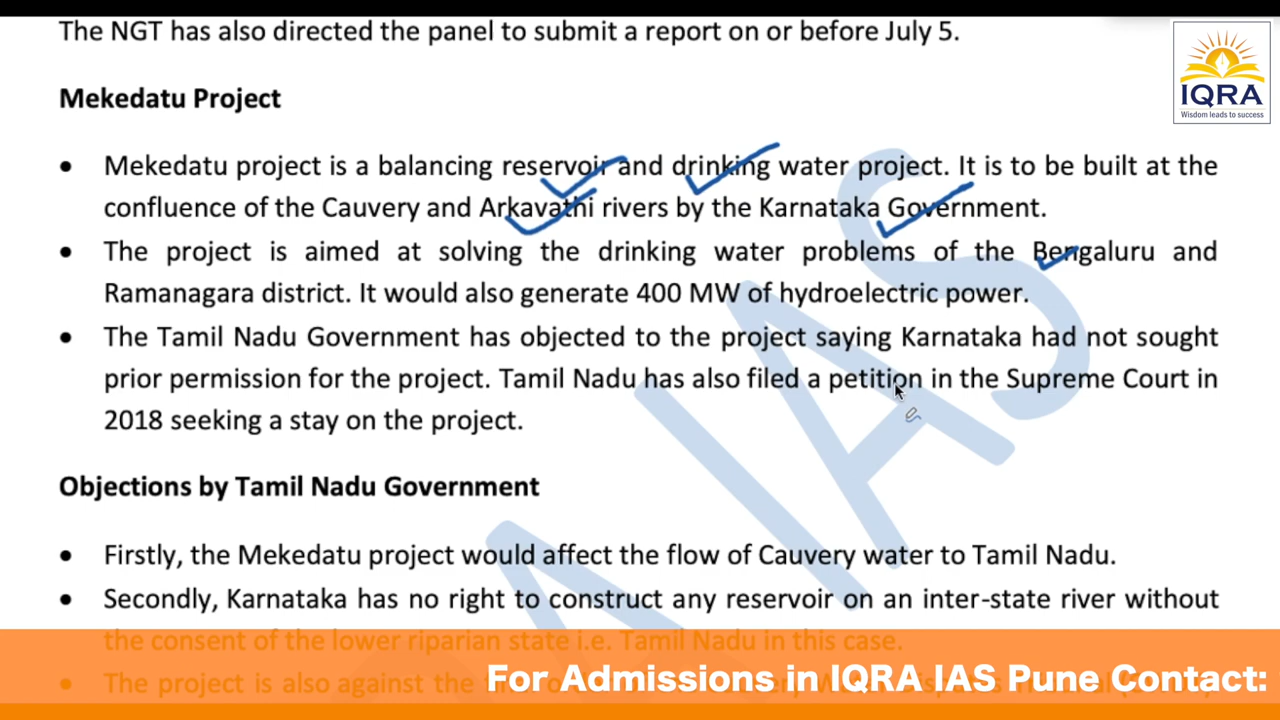 The NGT has also directed the panel to submit a report on or before July 5.
IQRA
Wisdom leads to success
Mekedatu Project
• Mekedatu project is a balancing reservoir and drinking water project. It is to be built at the
confluence of the Cauvery and Arkavathi rivers by the Karnataka Government.
• The project is aimed at solving the drinking water problems of the Bengaluru and
Ramanagara district. It would also generate 400 MW of hydroelectric power.
• The Tamil Nadu Government has objected to the project saying Karnataka had not sought
prior permission for the project. Tamil Nadu has also filed a petition in the Supreme Court in
2018 seeking a stay on the project.
Objections by Tamil Nadu Government
• Firstly, the Mekedatu project would affect the flow of Cauvery water to Tamil Nadu.
• Secondly, Karnataka has no right to construct any reservoir on an inter-state river without
the consent of the lower riparian state i.e. Tamil Nadu in this case.
• The project is also against the
For Admissions in IQRA IAS Pune Contact:
A IAS